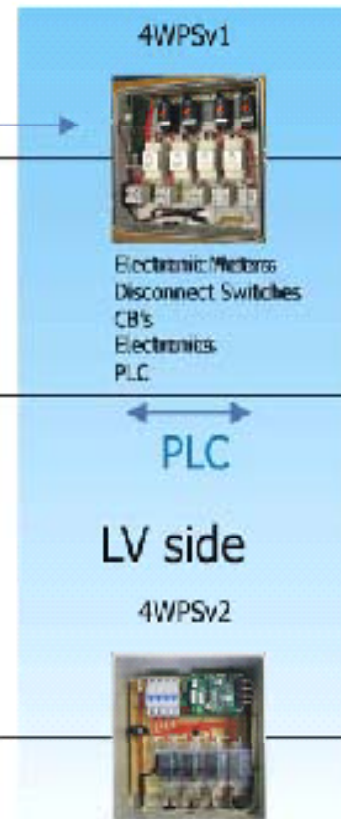 4WPSv1
Electronic Meters
Disconnect Switches
CB's
Electronics
PLC
PLC
LV side
4WPSv2